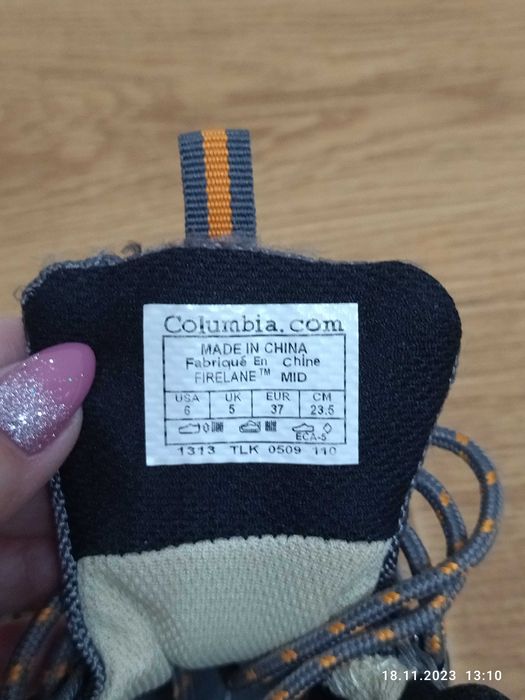 Columbia.com
MADE IN CHINA
Fabriqué En Chine
FIRELANE™ MID
USA UK EUR CM
6 5 37 23.5
ECA-5
1313 TLK 0509 110
18.11.2023 13:10